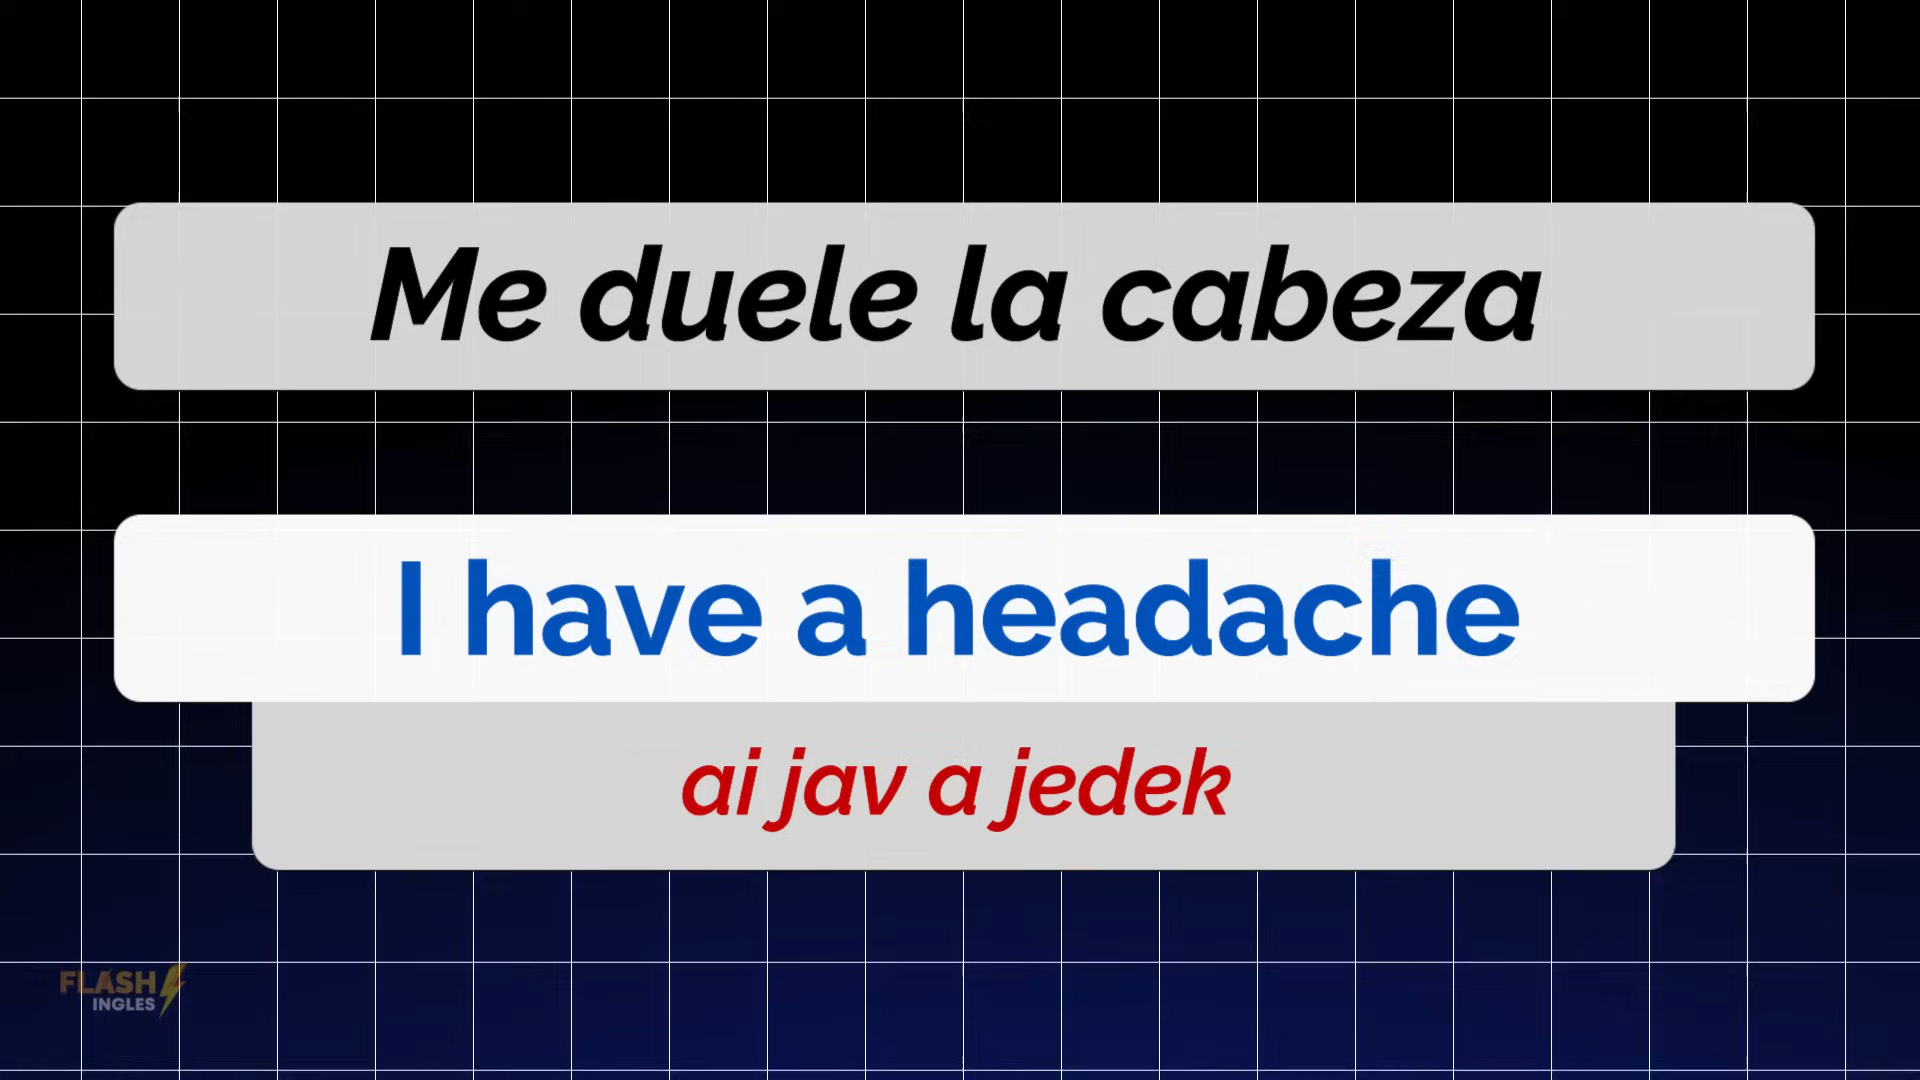 Me duele la cabeza
I have a headache
ai jav a jedek
FLASH
INGLES